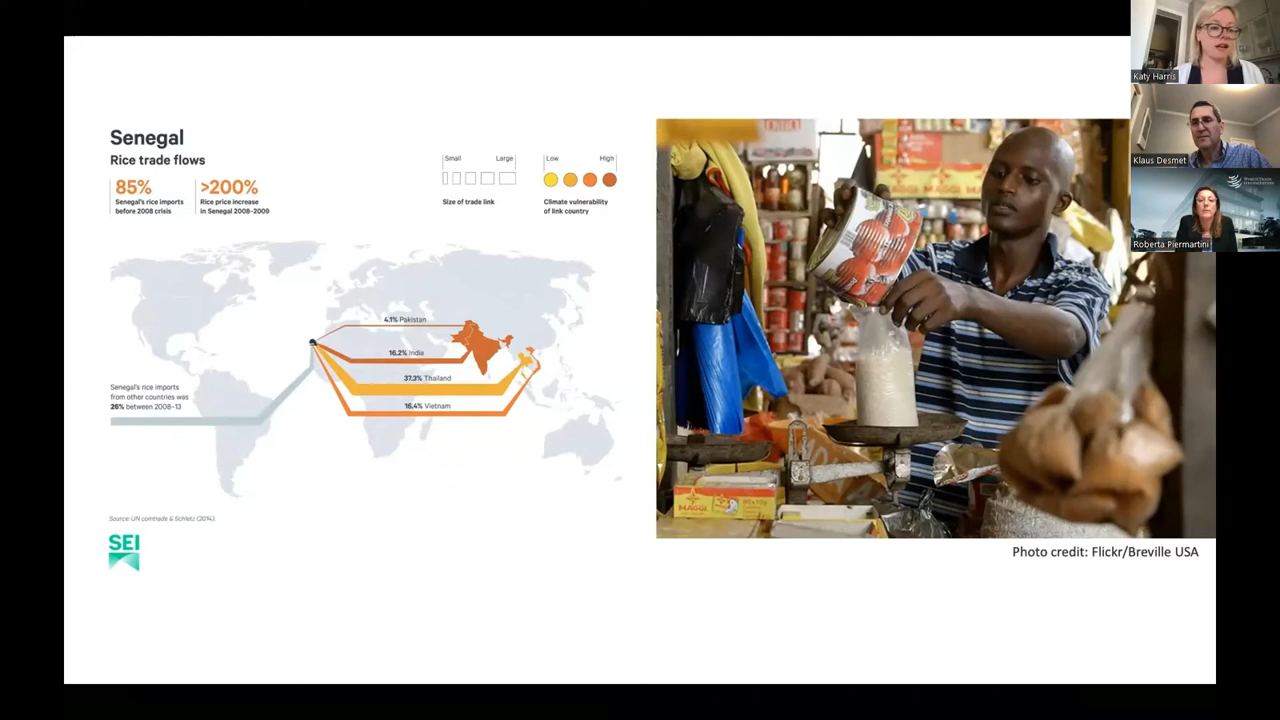 Senegal
Rice trade flows
85%
Senegal's rice imports
before 2008 crisis
>200%
Rice price increase
in Senegal 2008-2009
Small Large
Size of trade link
Low High
Climate vulnerability
of link country
4.1% Pakistan
16.2% India
37.3% Thailand
16.4% Vietnam
Senegal's rice imports
from other countries was
26% between 2008-13
Source: UN comtrade & Schletz (2014).
SEI
MAGGI
Photo credit: Flickr/Breville USA
Katy Harris
Klaus Desmet
Roberta Piermartini